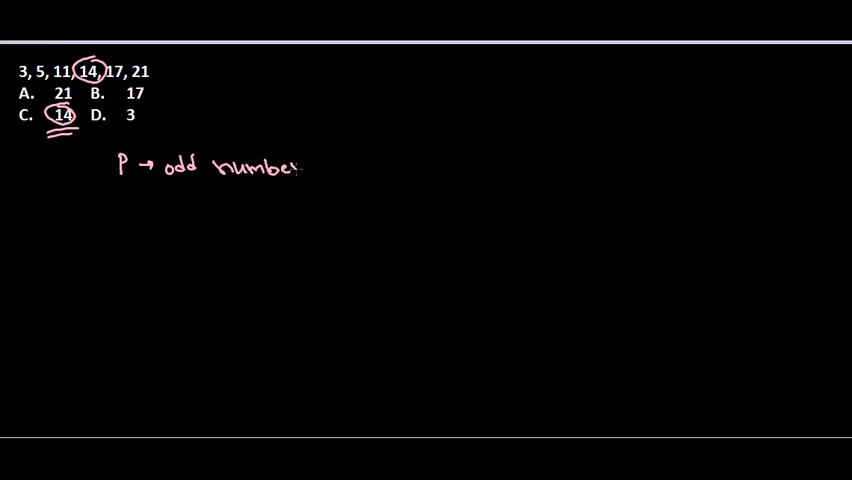 3, 5, 11, 14, 17, 21
A. 21 B. 17
C. 14 D. 3
P → odd number